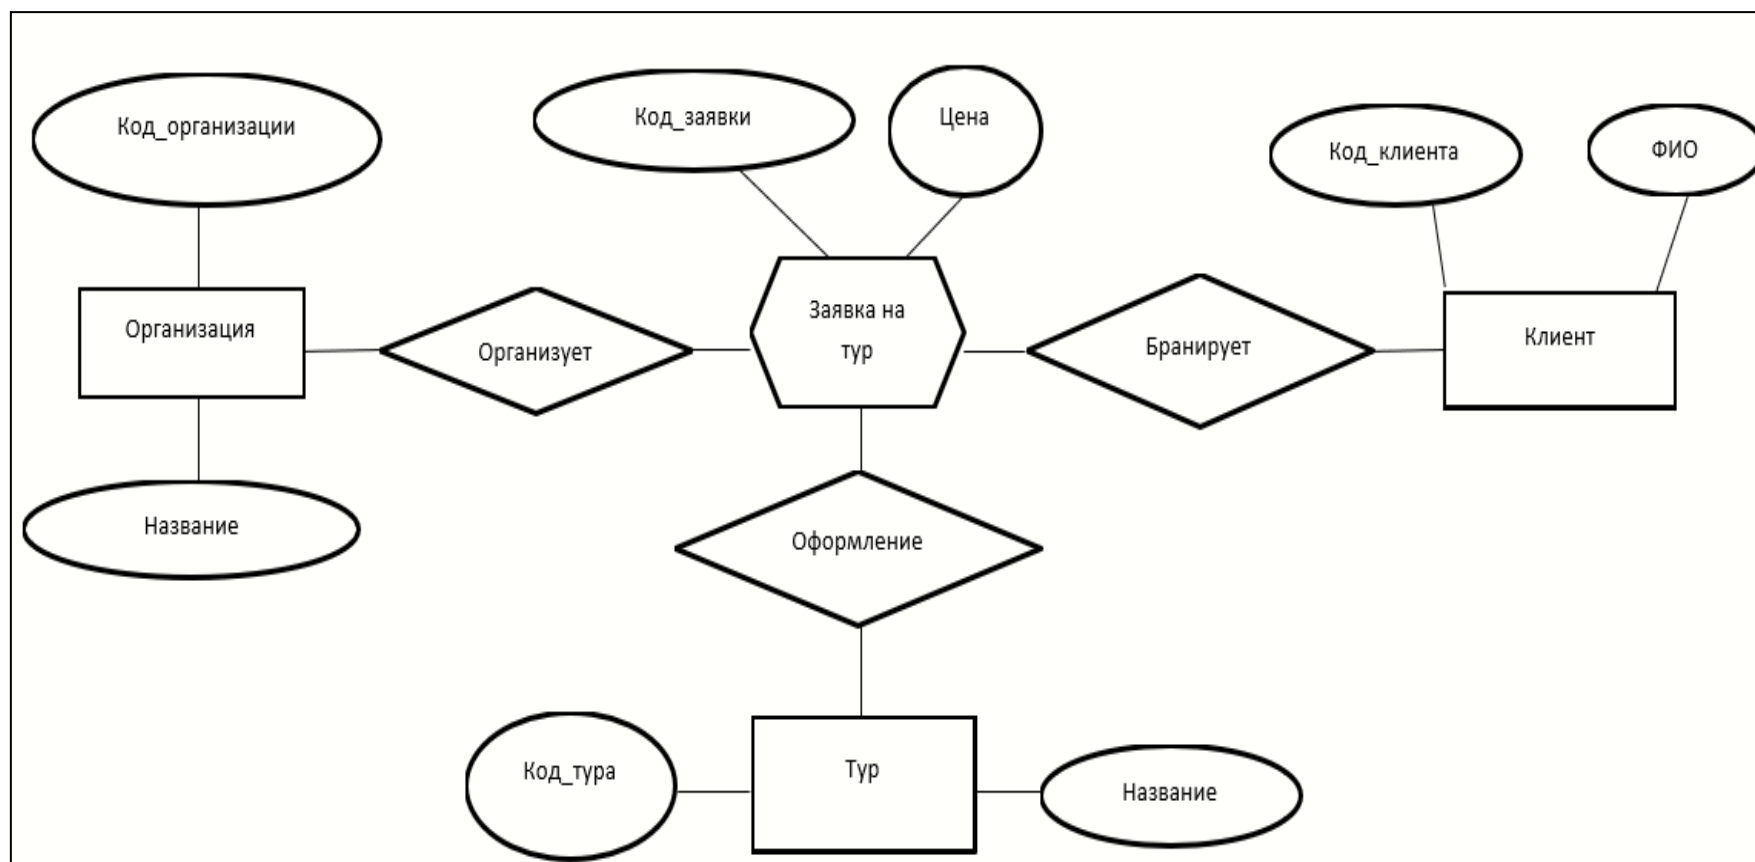 Код_организации
Код_заявки
Цена
Код_клиента
ФИО
Организация
Организует
Заявка на
тур
Бранирует
Клиент
Название
Оформление
Код_тура
Тур
Название